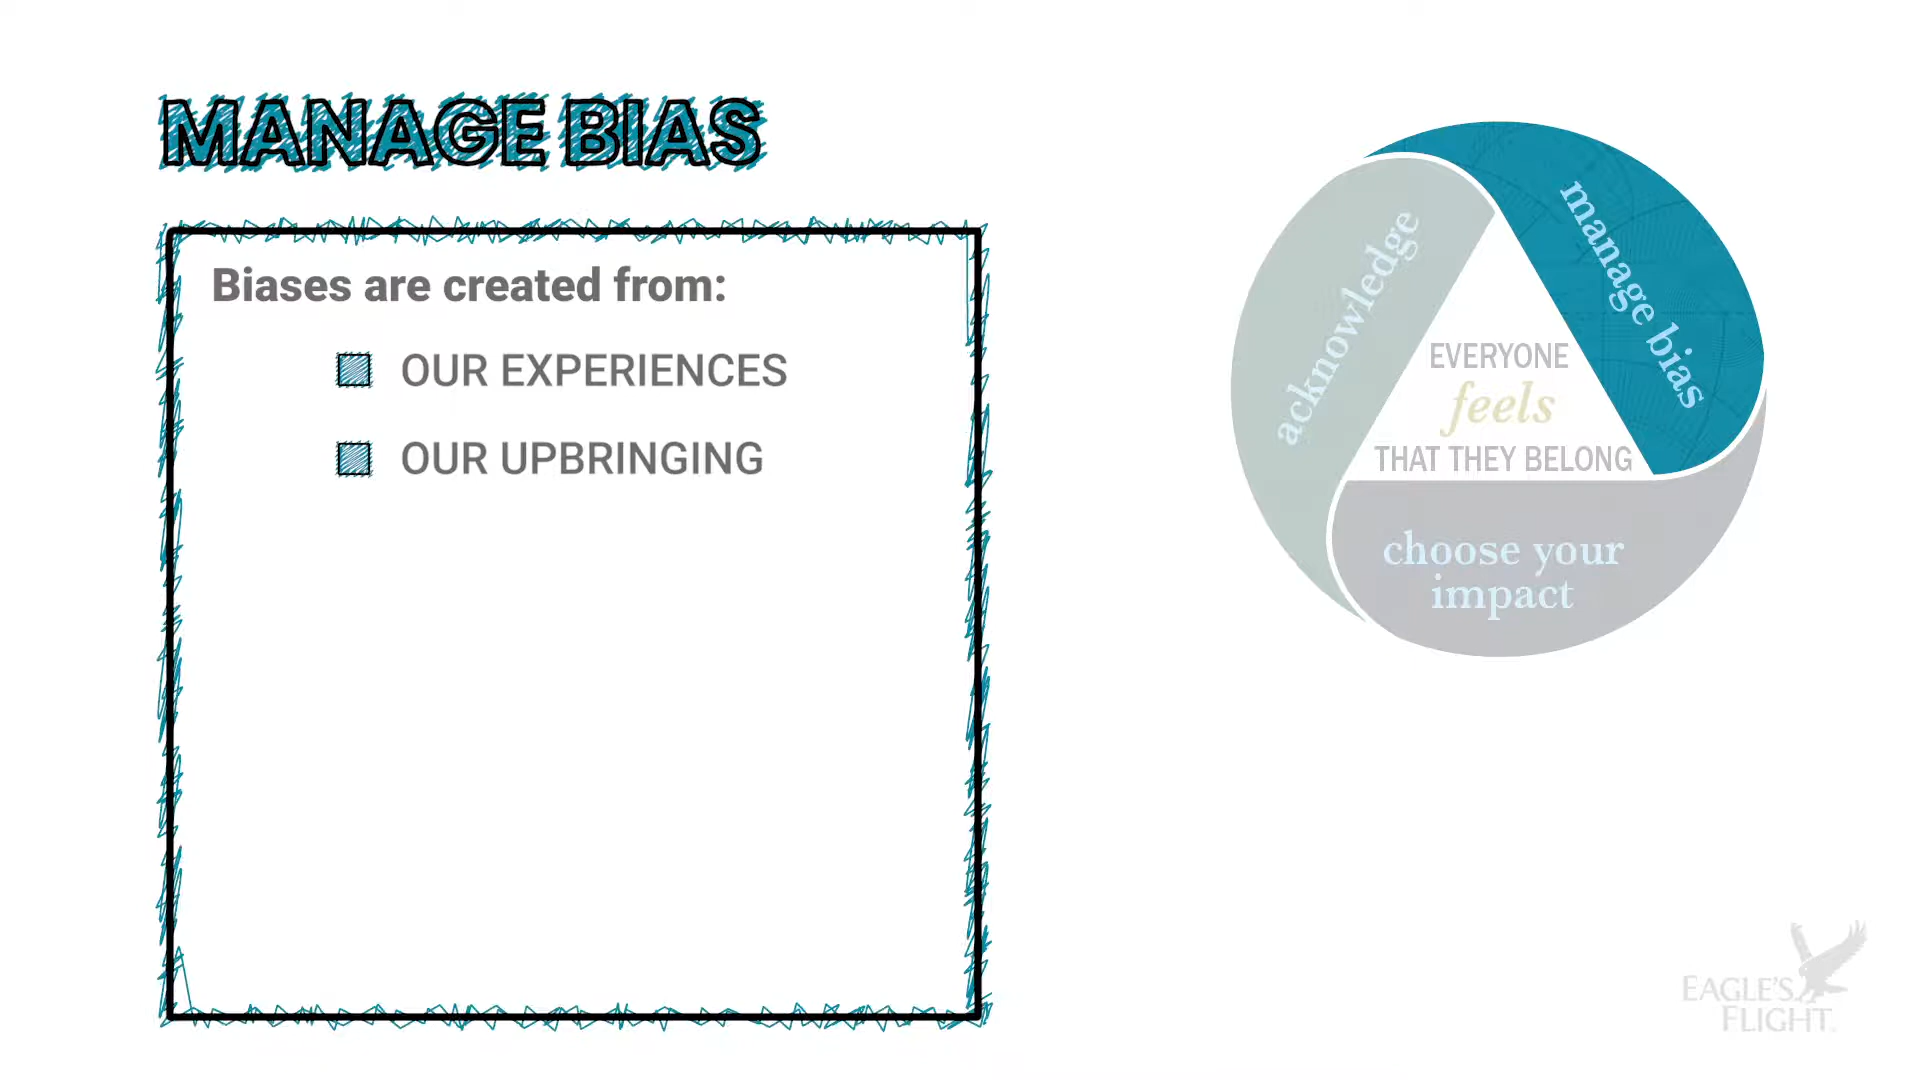 MANAGE BIAS
Biases are created from:
OUR EXPERIENCES
OUR UPBRINGING
acknowledge
manage bias
EVERYONE
feels
THAT THEY BELONG
choose your
impact
EAGLE'S
FLIGHT